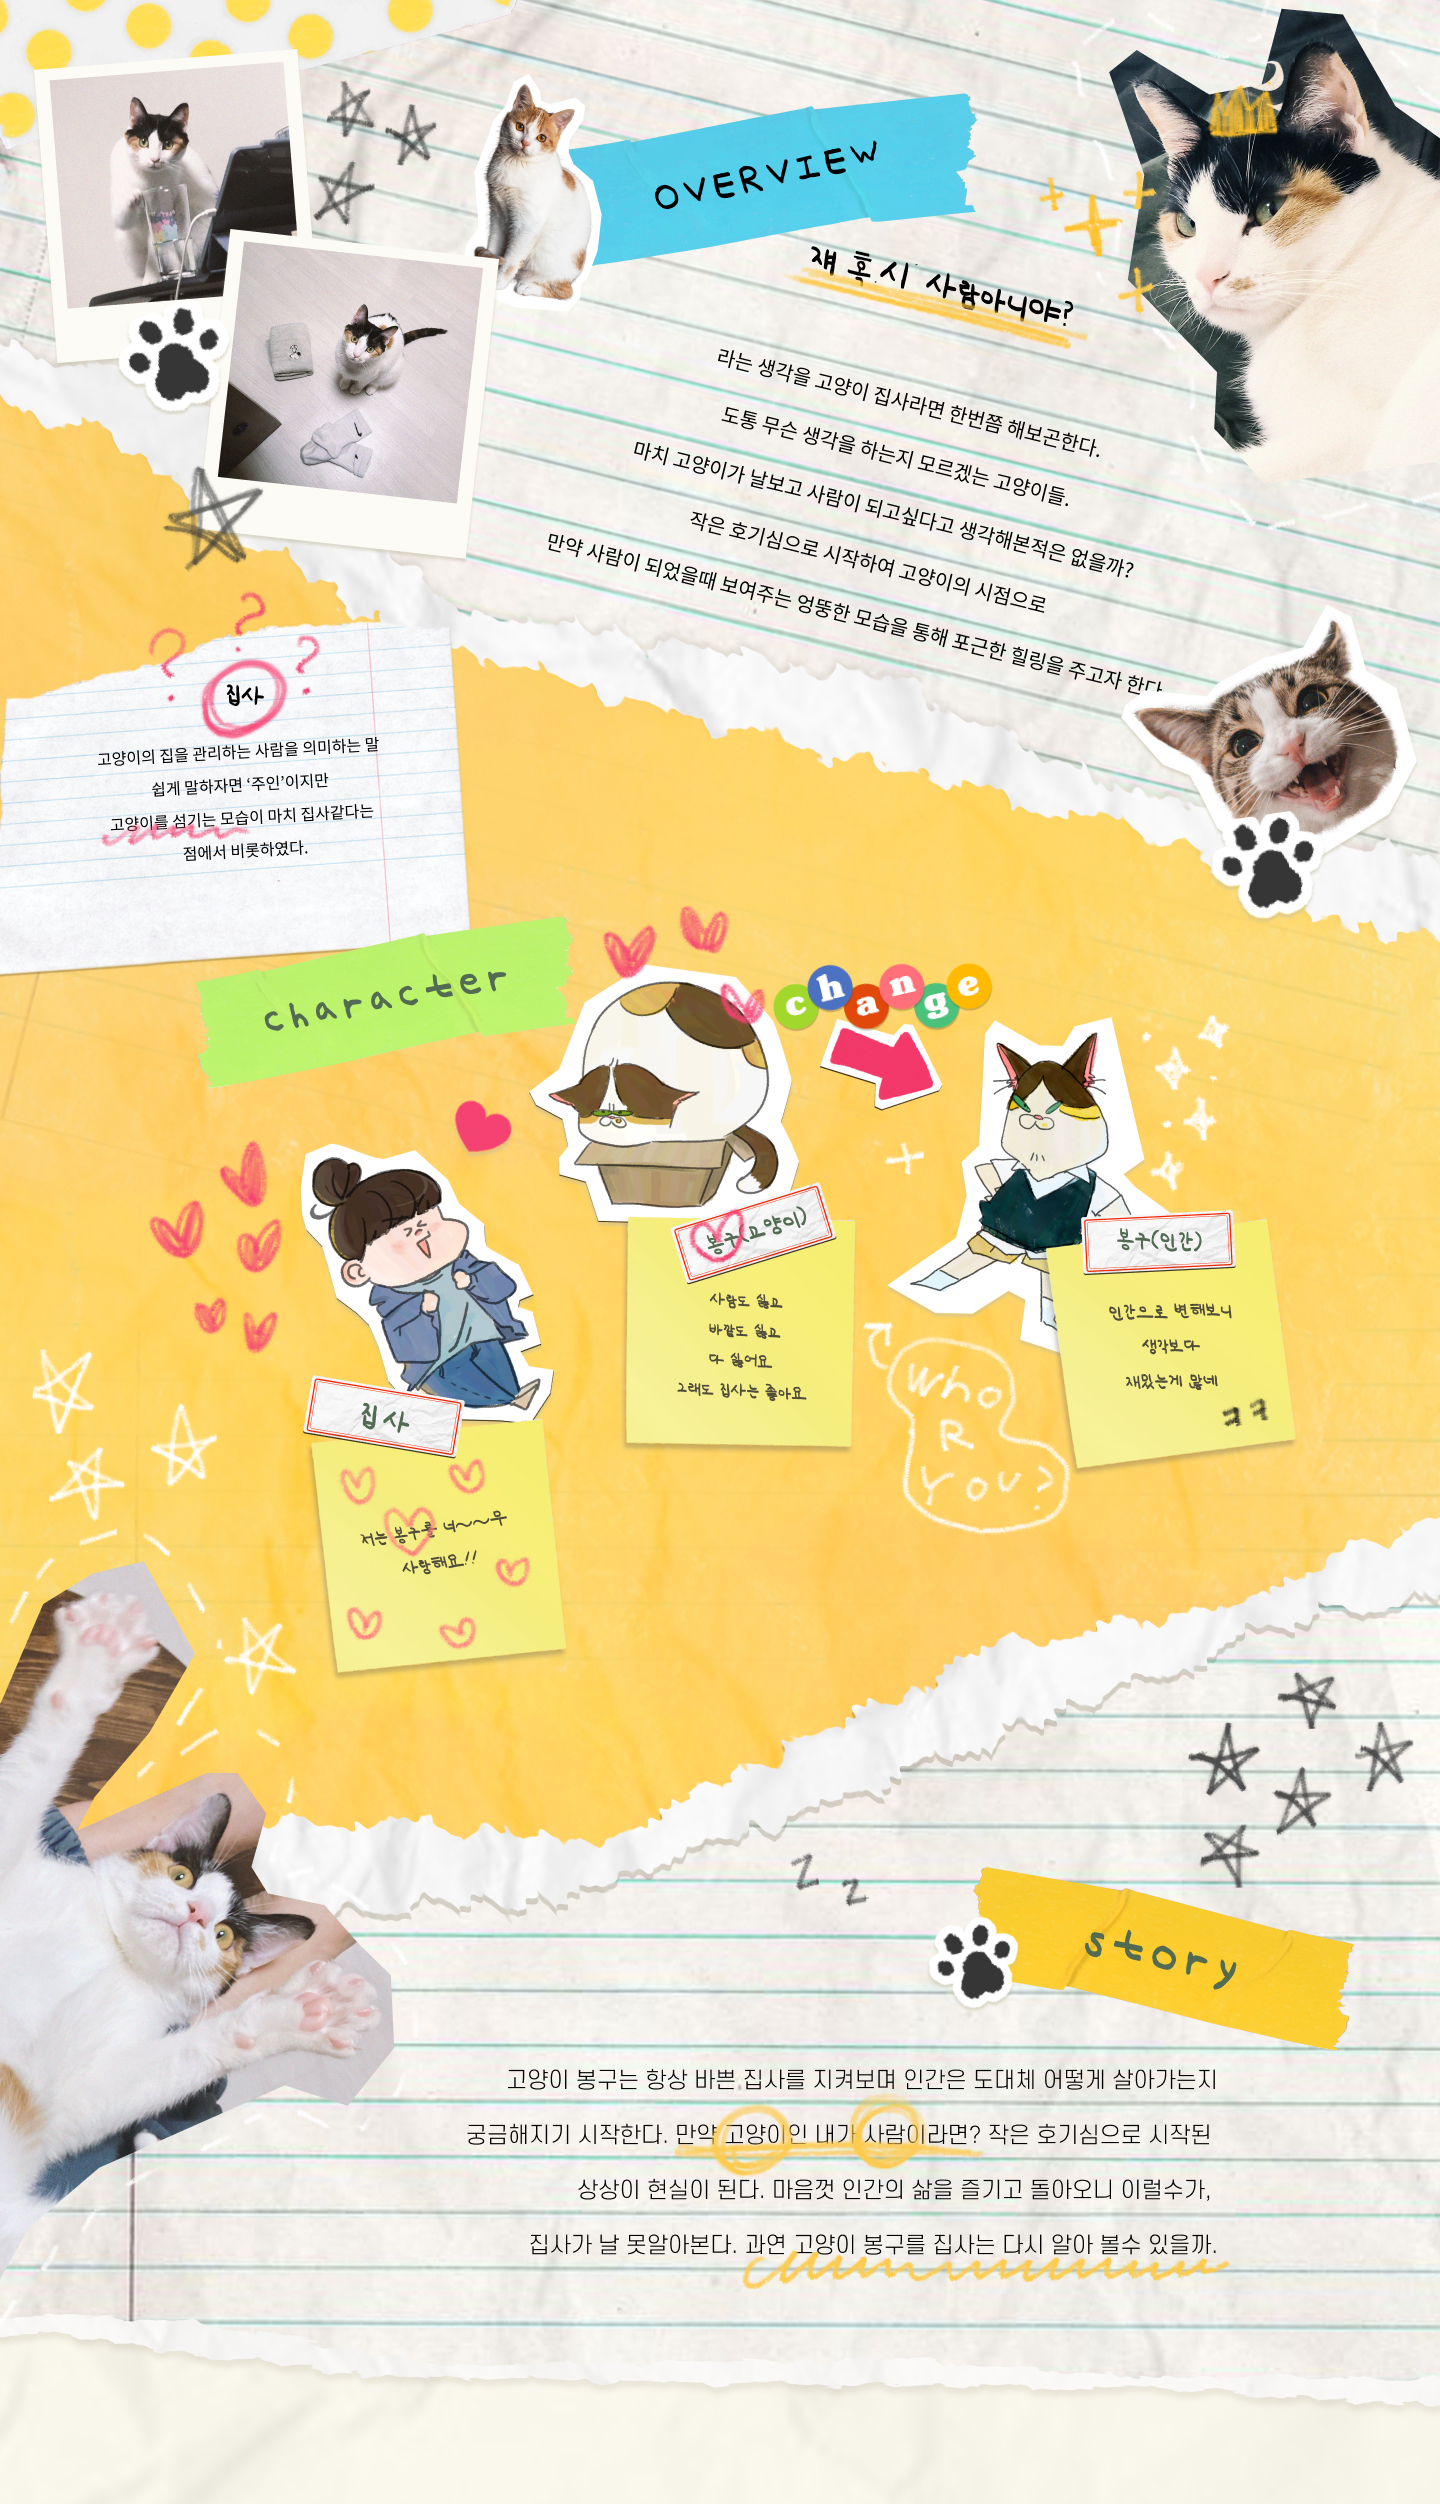 OVERVIEW
쟤 혹시 사람아니야?
라는 생각을 고양이 집사라면 한번쯤 해보곤한다.
도통 무슨 생각을 하는지 모르겠는 고양이들.
마치 고양이가 날보고 사람이 되고싶다고 생각해본적은 없을까?
작은 호기심으로 시작하여 고양이의 시점으로
만약 사람이 되었을때 보여주는 엉뚱한 모습을 통해 포근한 힐링을 주고자 한다
? ? ?
집사
고양이의 집을 관리하는 사람을 의미하는 말
쉽게 말하자면 ‘주인’이지만
고양이를 섬기는 모습이 마치 집사같다는
점에서 비롯하였다.
character
change
봉구(고양이)
사람도 싫고
바깥도 싫고
다 싫어요
그래도 집사는 좋아요
봉구(인간)
인간으로 변해보니
생각보다
재밌는게 많네
ㅋㅋ
Who
R
You?
집사
저는 봉구를 너~~무
사랑해요!!
z z
story
고양이 봉구는 항상 바쁜 집사를 지켜보며 인간은 도대체 어떻게 살아가는지
궁금해지기 시작한다. 만약 고양이인 내가 사람이라면? 작은 호기심으로 시작된
상상이 현실이 된다. 마음껏 인간의 삶을 즐기고 돌아오니 이럴수가,
집사가 날 못알아본다. 과연 고양이 봉구를 집사는 다시 알아 볼수 있을까.